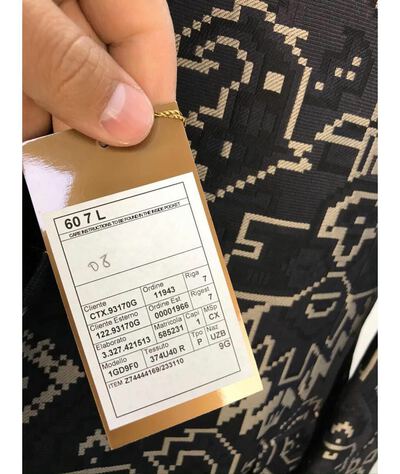 60 7 L
CARE INSTRUCTIONS TO BE FOUND IN THE INSIDE POCKET
D8
Cliente Ordine Riga
CTX.93170G 11943 7
Cliente Esterno Ordine Est Rigest
122.93170G 00001966 7
Elaborato Matricola Capi MSp
3.327.421513 585231 1 CX
Modello Tessuto Tpo Naz
1GD9F0 374U40 R P UZB
ITEM Z74444169/233110 9G